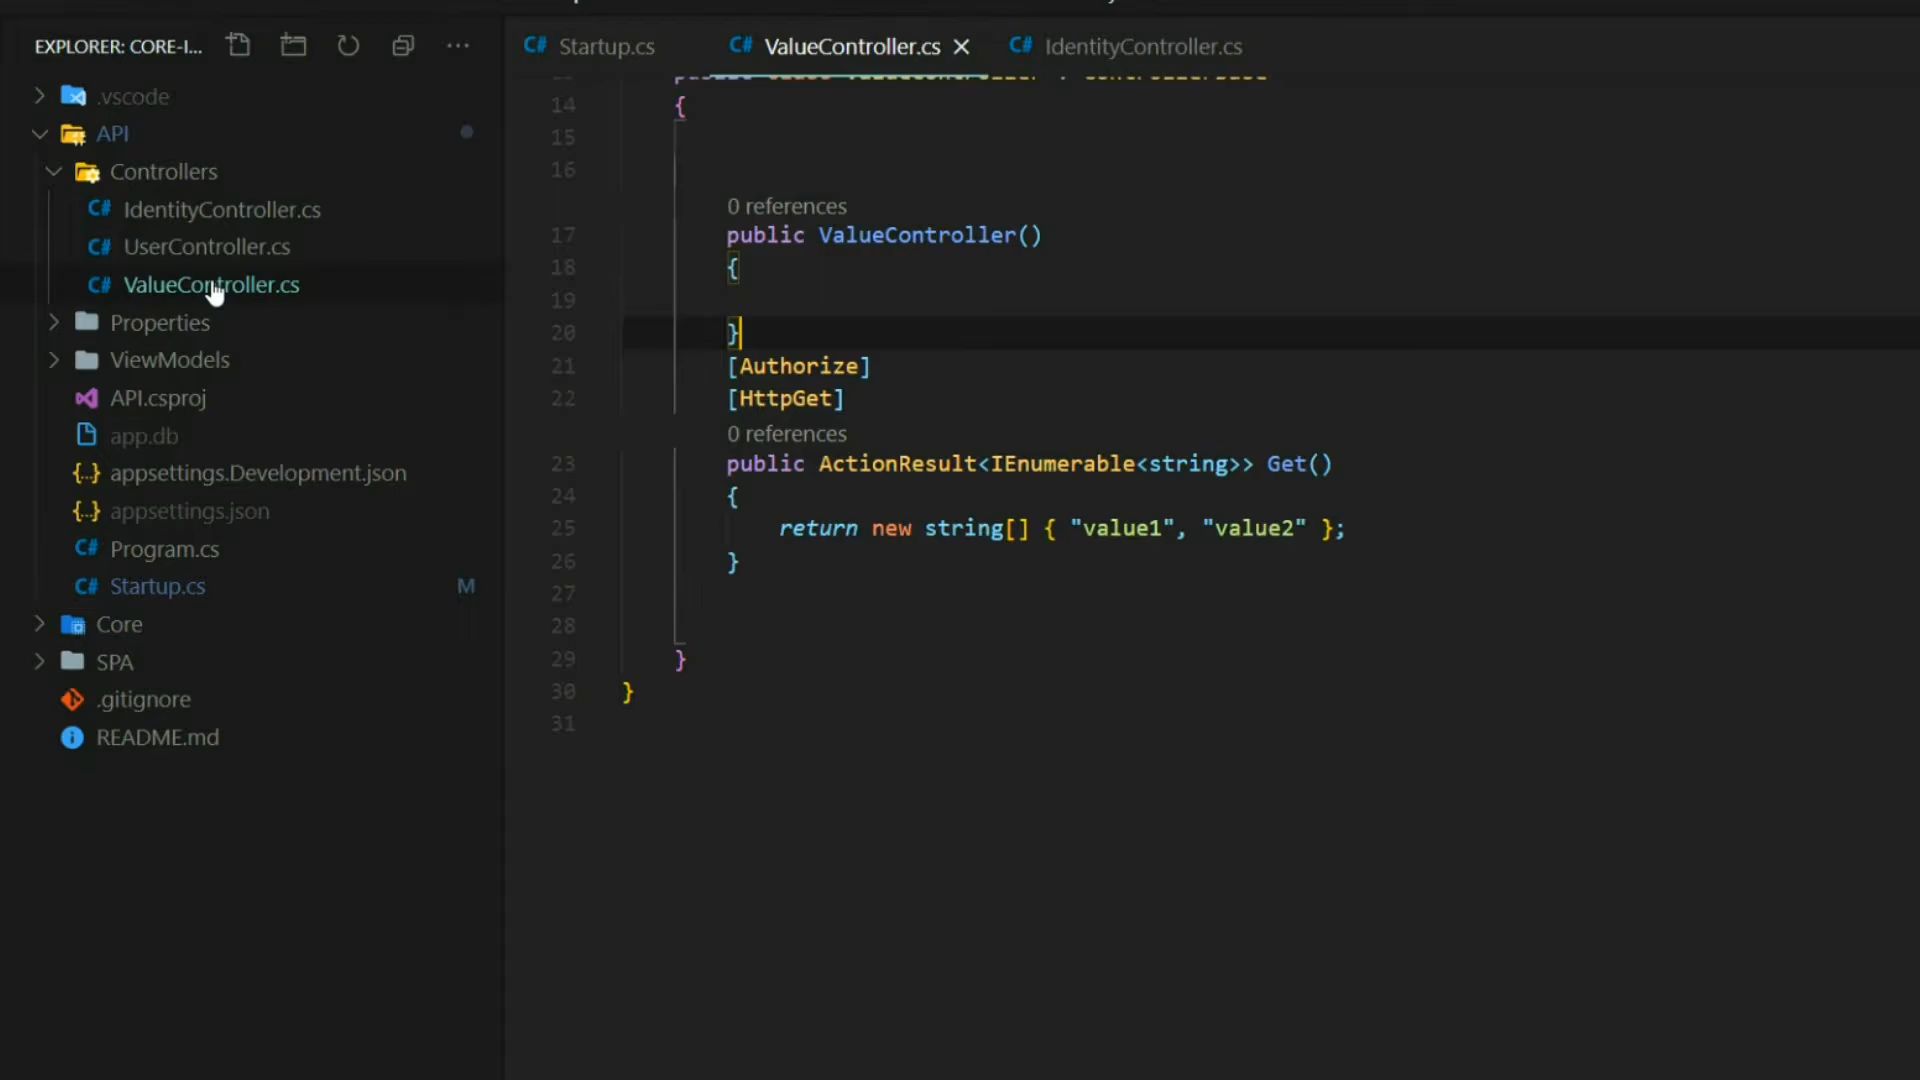 EXPLORER: CORE-I...
.vscode
API
Controllers
C# IdentityController.cs
C# UserController.cs
C# ValueController.cs
Properties
ViewModels
API.csproj
app.db
{..} appsettings.Development.json
{..} appsettings.json
C# Program.cs
C# Startup.cs M
Core
SPA
.gitignore
README.md
C# Startup.cs
C# ValueController.cs
C# IdentityController.cs
14 {
15
16
0 references
17 public ValueController()
18 {
19
20 }
21 [Authorize]
22 [HttpGet]
0 references
23 public ActionResult<IEnumerable<string>> Get()
24 {
25 return new string[] { "value1", "value2" };
26 }
27
28
29 }
30 }
31